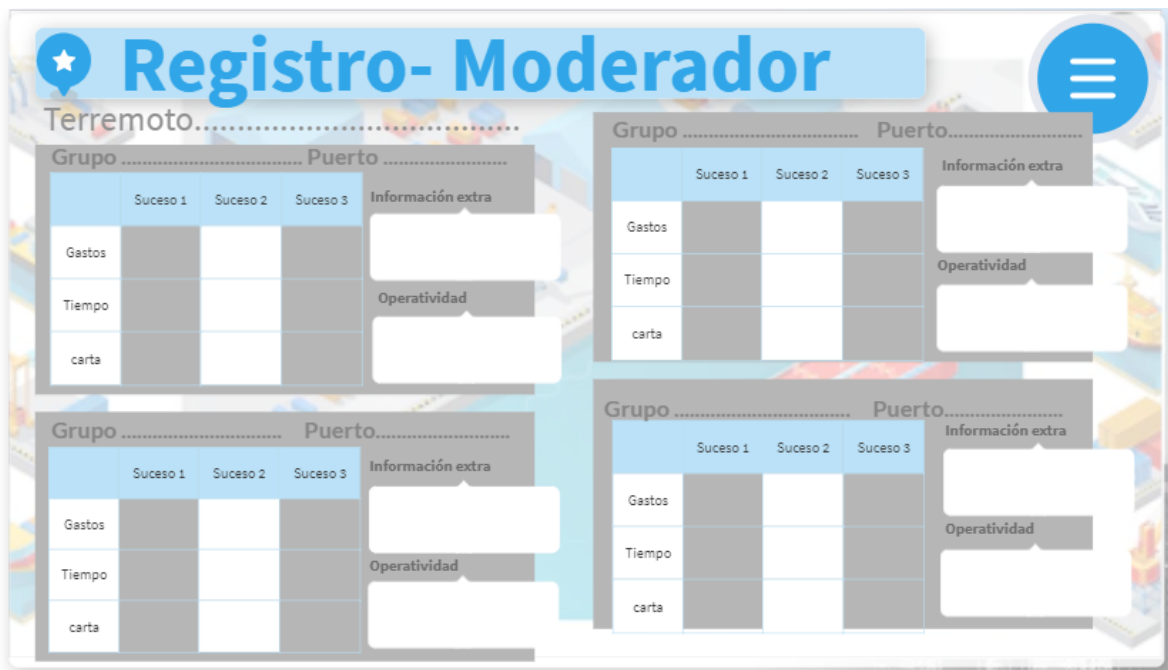 Registro- Moderador
Terremoto......................................
Grupo .................................. Puerto ........................
Suceso 1 Suceso 2 Suceso 3
Información extra
Gastos
Tiempo
Operatividad
carta
Grupo ................................. Puerto..........................
Suceso 1 Suceso 2 Suceso 3
Información extra
Gastos
Operatividad
Tiempo
carta
Grupo .............................. Puerto..........................
Suceso 1 Suceso 2 Suceso 3
Información extra
Gastos
Operatividad
Tiempo
carta
Grupo ................................. Puerto.......................
Suceso 1 Suceso 2 Suceso 3
Información extra
Gastos
Operatividad
Tiempo
carta